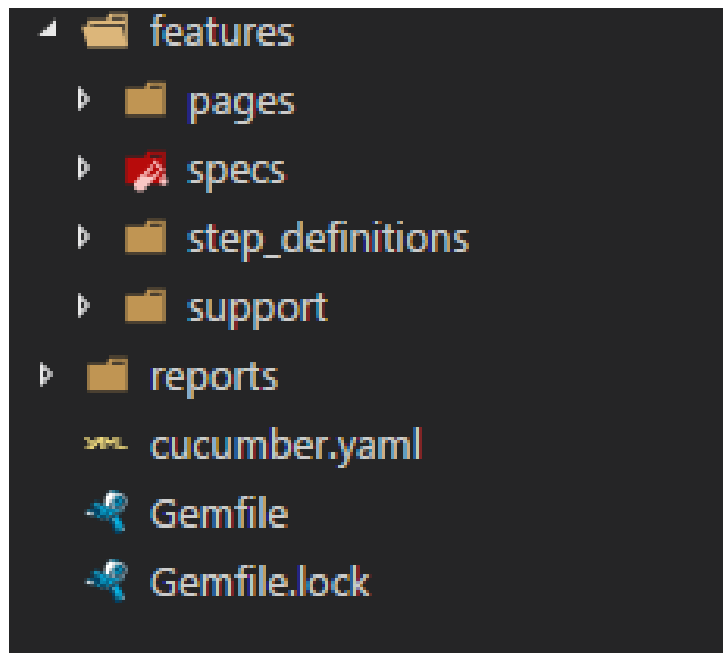 features
pages
specs
step_definitions
support
reports
cucumber.yaml
Gemfile
Gemfile.lock